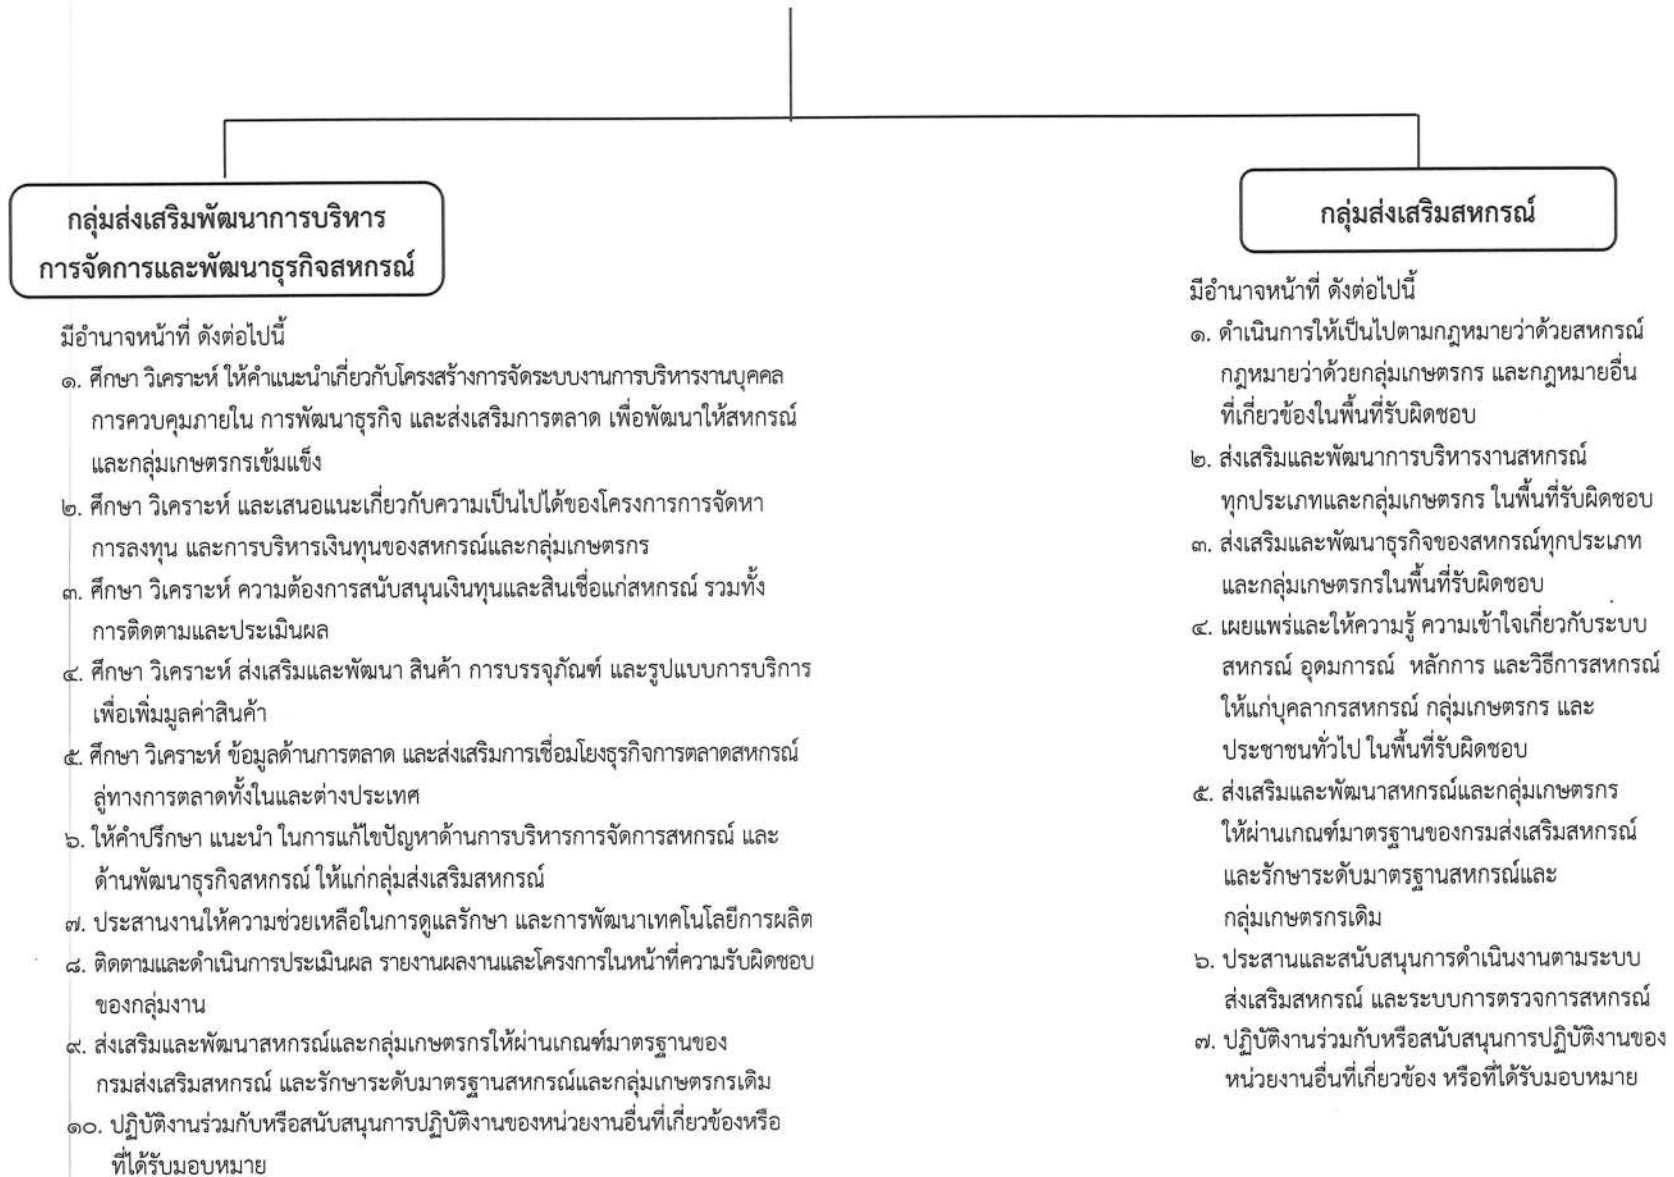 กลุ่มส่งเสริมพัฒนาการบริหาร
การจัดการและพัฒนาธุรกิจสหกรณ์
มีอำนาจหน้าที่ ดังต่อไปนี้
๑. ศึกษา วิเคราะห์ ให้คำแนะนำเกี่ยวกับโครงสร้างการจัดระบบงานการบริหารงานบุคคล
การควบคุมภายใน การพัฒนาธุรกิจ และส่งเสริมการตลาด เพื่อพัฒนาให้สหกรณ์
และกลุ่มเกษตรกรเข้มแข็ง
๒. ศึกษา วิเคราะห์ และเสนอแนะเกี่ยวกับความเป็นไปได้ของโครงการการจัดหา
การลงทุน และการบริหารเงินทุนของสหกรณ์และกลุ่มเกษตรกร
๓. ศึกษา วิเคราะห์ ความต้องการสนับสนุนเงินทุนและสินเชื่อแก่สหกรณ์ รวมทั้ง
การติดตามและประเมินผล
๔. ศึกษา วิเคราะห์ ส่งเสริมและพัฒนา สินค้า การบรรจุภัณฑ์ และรูปแบบการบริการ
เพื่อเพิ่มมูลค่าสินค้า
๕. ศึกษา วิเคราะห์ ข้อมูลด้านการตลาด และส่งเสริมการเชื่อมโยงธุรกิจการตลาดสหกรณ์
ลู่ทางการตลาดทั้งในและต่างประเทศ
๖. ให้คำปรึกษา แนะนำ ในการแก้ไขปัญหาด้านการบริหารการจัดการสหกรณ์ และ
ด้านพัฒนาธุรกิจสหกรณ์ ให้แก่กลุ่มส่งเสริมสหกรณ์
๗. ประสานงานให้ความช่วยเหลือในการดูแลรักษา และการพัฒนาเทคโนโลยีการผลิต
๘. ติดตามและดำเนินการประเมินผล รายงานผลงานและโครงการในหน้าที่ความรับผิดชอบ
ของกลุ่มงาน
๙. ส่งเสริมและพัฒนาสหกรณ์และกลุ่มเกษตรกรให้ผ่านเกณฑ์มาตรฐานของ
กรมส่งเสริมสหกรณ์ และรักษาระดับมาตรฐานสหกรณ์และกลุ่มเกษตรกรเดิม
๑๐. ปฏิบัติงานร่วมกับหรือสนับสนุนการปฏิบัติงานของหน่วยงานอื่นที่เกี่ยวข้องหรือ
ที่ได้รับมอบหมาย
กลุ่มส่งเสริมสหกรณ์
มีอำนาจหน้าที่ ดังต่อไปนี้
๑. ดำเนินการให้เป็นไปตามกฎหมายว่าด้วยสหกรณ์
กฎหมายว่าด้วยกลุ่มเกษตรกร และกฎหมายอื่น
ที่เกี่ยวข้องในพื้นที่รับผิดชอบ
๒. ส่งเสริมและพัฒนาการบริหารงานสหกรณ์
ทุกประเภทและกลุ่มเกษตรกร ในพื้นที่รับผิดชอบ
๓. ส่งเสริมและพัฒนาธุรกิจของสหกรณ์ทุกประเภท
และกลุ่มเกษตรกรในพื้นที่รับผิดชอบ
๔. เผยแพร่และให้ความรู้ ความเข้าใจเกี่ยวกับระบบ
สหกรณ์ อุดมการณ์ หลักการ และวิธีการสหกรณ์
ให้แก่บุคลากรสหกรณ์ กลุ่มเกษตรกร และ
ประชาชนทั่วไป ในพื้นที่รับผิดชอบ
๕. ส่งเสริมและพัฒนาสหกรณ์และกลุ่มเกษตรกร
ให้ผ่านเกณฑ์มาตรฐานของกรมส่งเสริมสหกรณ์
และรักษาระดับมาตรฐานสหกรณ์และ
กลุ่มเกษตรกรเดิม
๖. ประสานและสนับสนุนการดำเนินงานตามระบบ
ส่งเสริมสหกรณ์ และระบบการตรวจการสหกรณ์
๗. ปฏิบัติงานร่วมกับหรือสนับสนุนการปฏิบัติงานของ
หน่วยงานอื่นที่เกี่ยวข้อง หรือที่ได้รับมอบหมาย